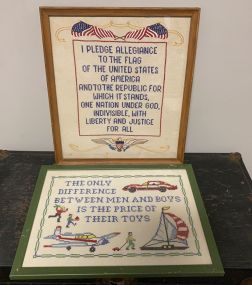 I PLEDGE ALLEGIANCE
TO THE FLAG
OF THE UNITED STATES
OF AMERICA
AND TO THE REPUBLIC FOR
WHICH IT STANDS,
ONE NATION UNDER GOD,
INDIVISIBLE, WITH
LIBERTY AND JUSTICE
FOR ALL
THE ONLY
DIFFERENCE
BETWEEN MEN AND BOYS
IS THE PRICE OF
THEIR TOYS